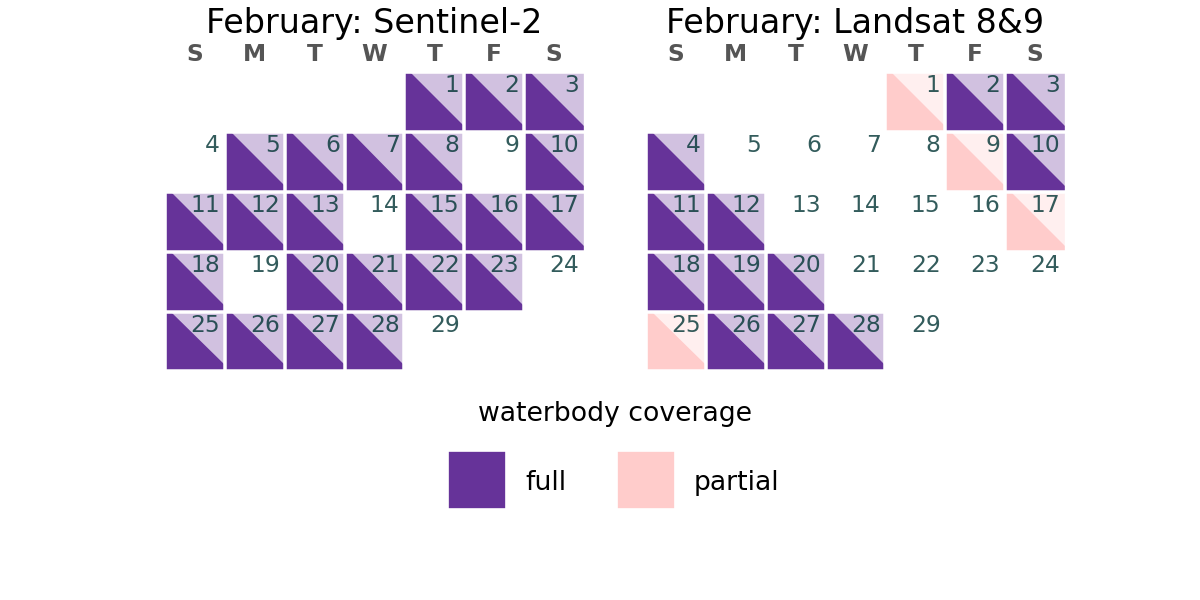 February: Sentinel-2
S M T W T F S
1 2 3
4 5 6 7 8 9 10
11 12 13 14 15 16 17
18 19 20 21 22 23 24
25 26 27 28 29
February: Landsat 8&9
S M T W T F S
1 2 3
4 5 6 7 8 9 10
11 12 13 14 15 16 17
18 19 20 21 22 23 24
25 26 27 28 29
waterbody coverage
full
partial